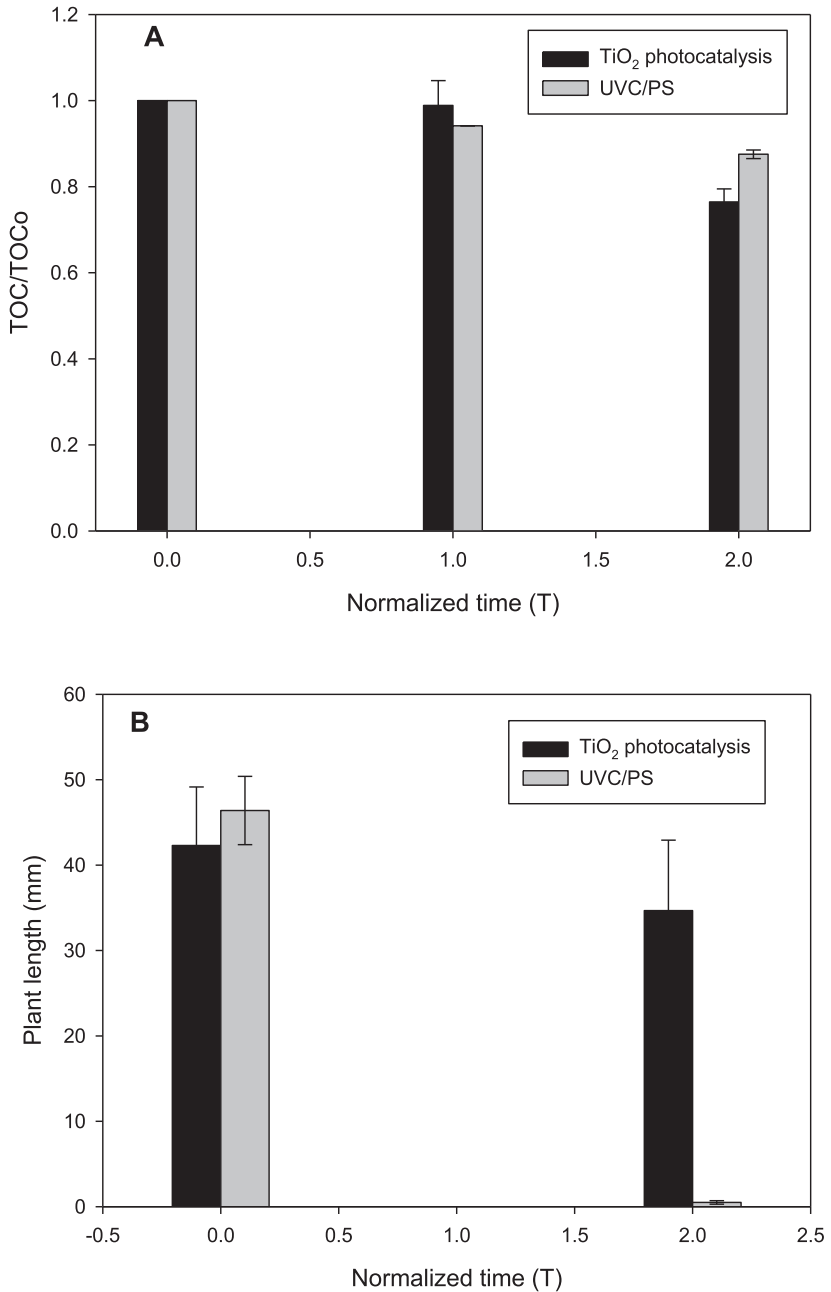 A
TiO2 photocatalysis
UVC/PS
1.2
1.0
0.8
0.6
0.4
0.2
0.0
TOC/TOCo
0.0 0.5 1.0 1.5 2.0
Normalized time (T)
B
TiO2 photocatalysis
UVC/PS
60
50
40
30
20
10
0
Plant length (mm)
-0.5 0.0 0.5 1.0 1.5 2.0 2.5
Normalized time (T)